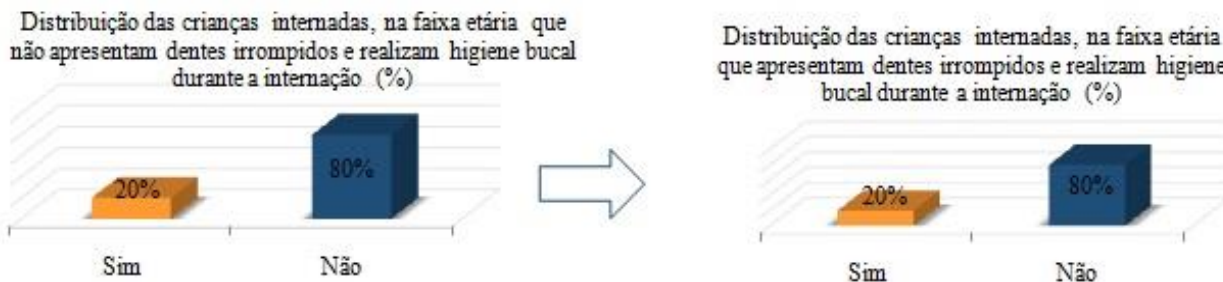 Distribuição das crianças internadas, na faixa etária que
não apresentam dentes irrompidos e realizam higiene bucal
durante a internação (%)
20%
80%
Sim
Não
Distribuição das crianças internadas, na faixa etária
que apresentam dentes irrompidos e realizam higiene
bucal durante a internação (%)
20%
80%
Sim
Não